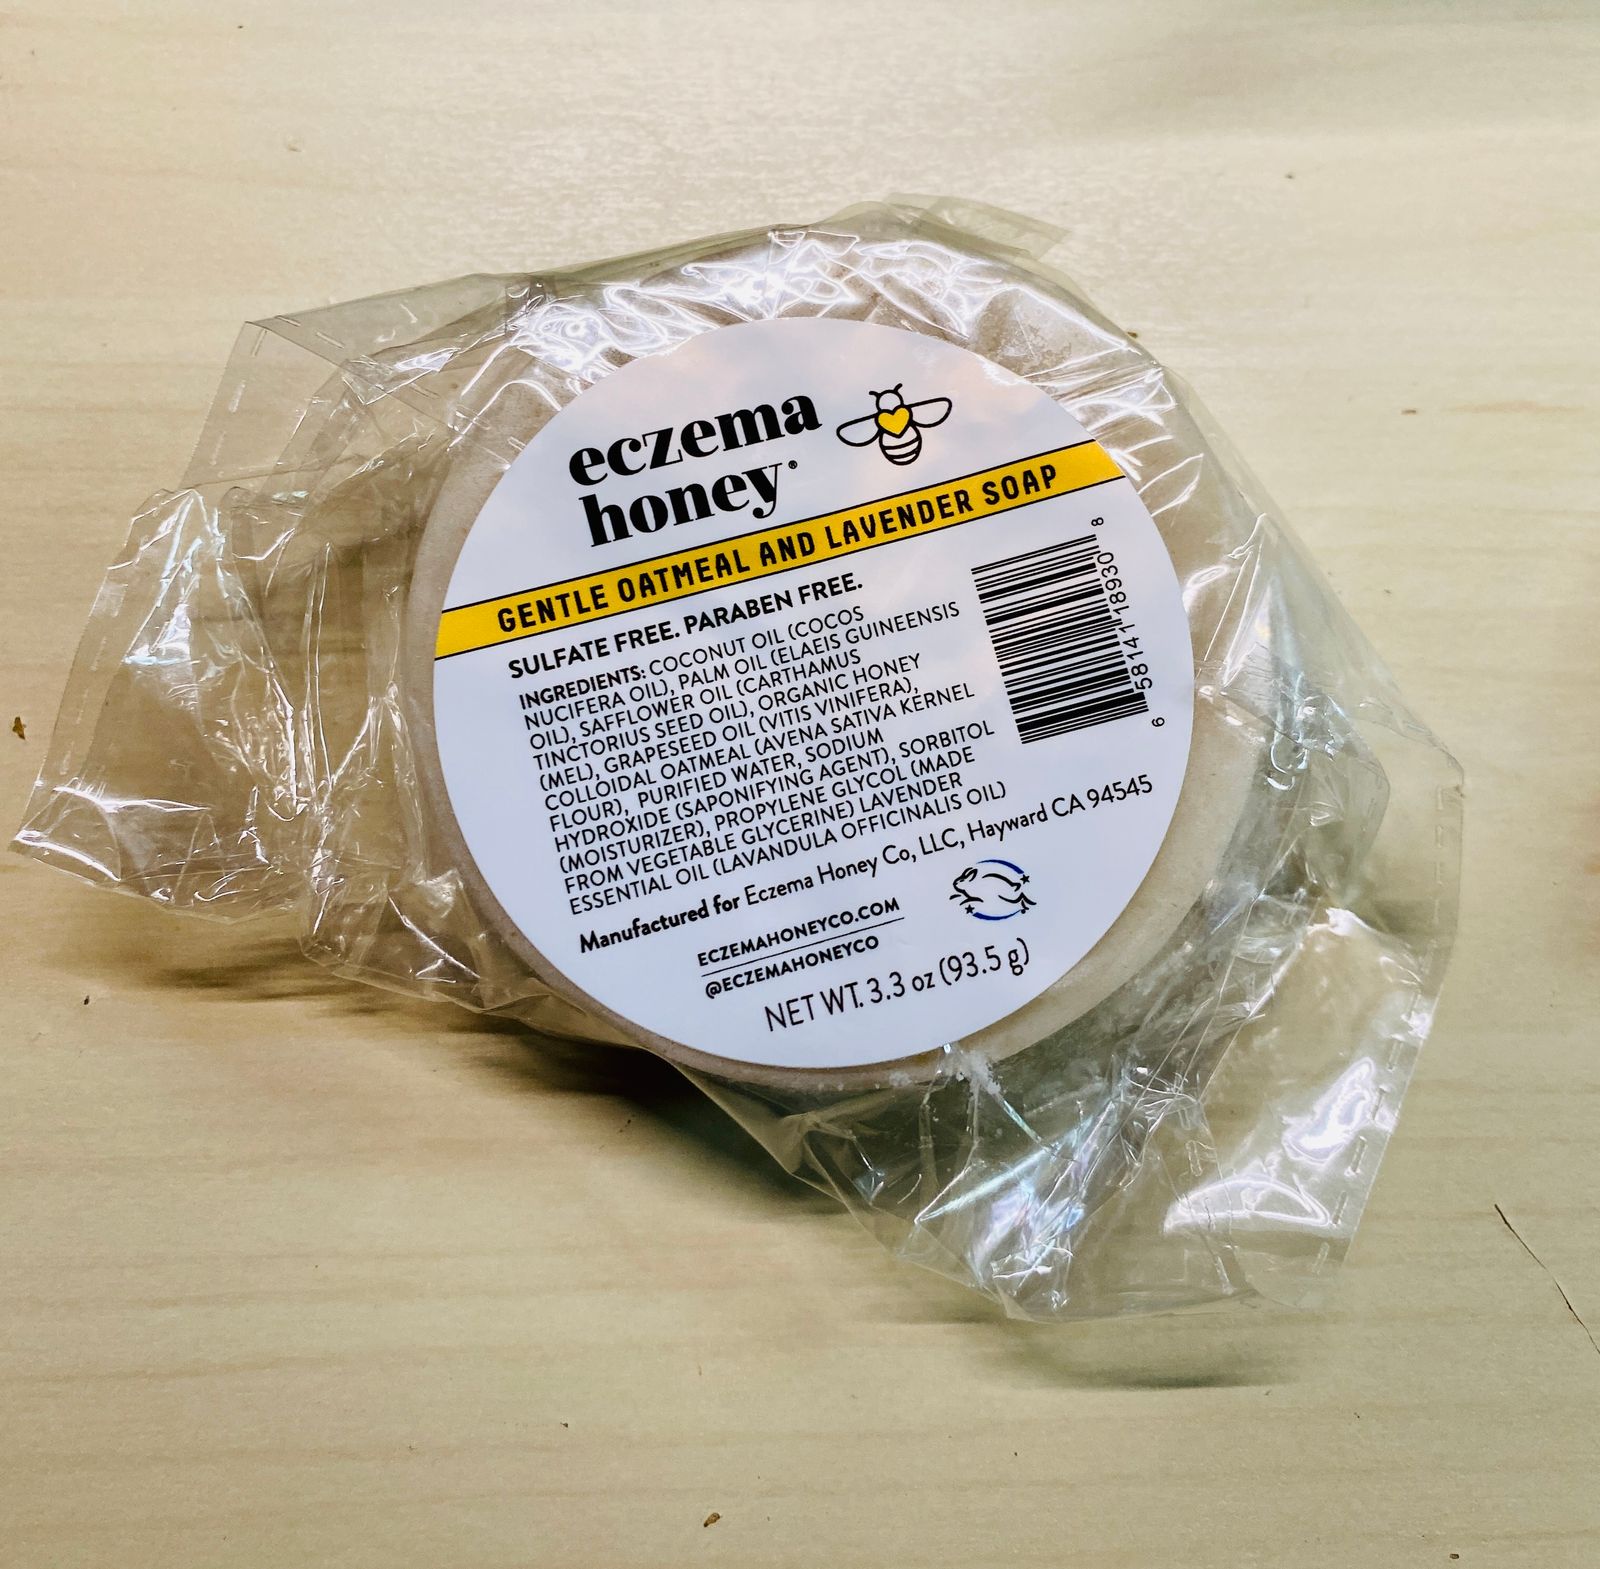 eczema
honey®
GENTLE OATMEAL AND LAVENDER SOAP
SULFATE FREE. PARABEN FREE.
INGREDIENTS: COCONUT OIL (COCOS
NUCIFERA OIL), PALM OIL (ELAEIS GUINEENSIS
OIL), SAFFLOWER OIL (CARTHAMUS
TINCTORIUS SEED OIL), ORGANIC HONEY
(MEL), GRAPESEED OIL (VITIS VINIFERA),
COLLOIDAL OATMEAL (AVENA SATIVA KERNEL
FLOUR), PURIFIED WATER, SODIUM
HYDROXIDE (SAPONIFYING AGENT), SORBITOL
(MOISTURIZER), PROPYLENE GLYCOL (MADE
FROM VEGETABLE GLYCERINE) LAVENDER
ESSENTIAL OIL (LAVANDULA OFFICINALIS OIL)
6 58141 18930 8
Manufactured for Eczema Honey Co, LLC, Hayward CA 94545
ECZEMAHONEYCO.COM
@ECZEMAHONEYCO
NET WT. 3.3 oz (93.5 g)